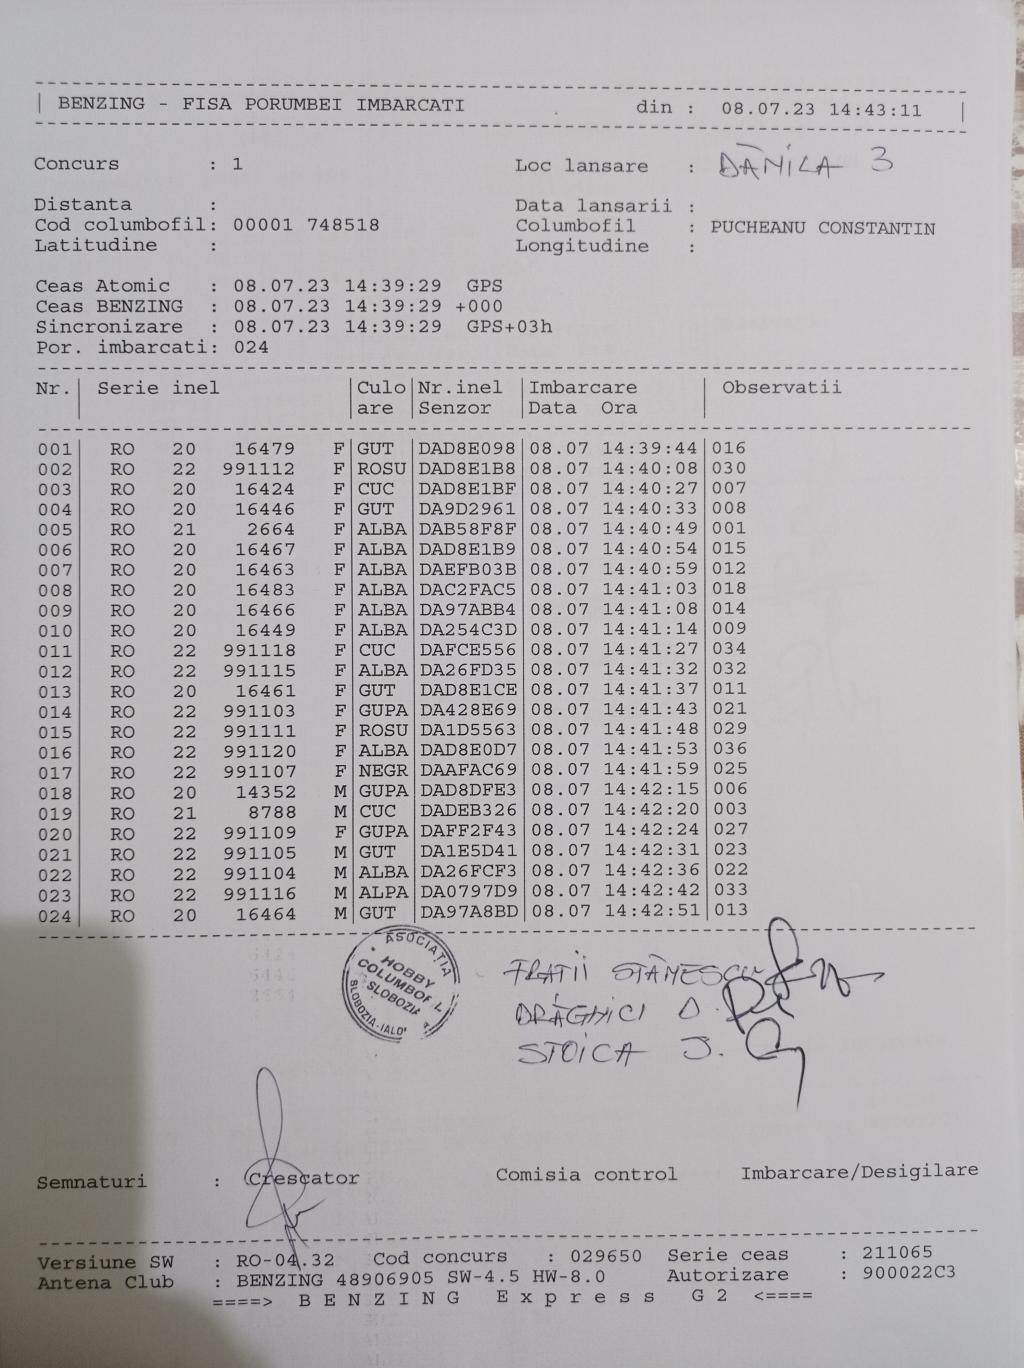 BENZING - FISA PORUMBEI IMBARCATI din : 08.07.23 14:43:11
Concurs : 1 Loc lansare : DĂNILA 3
Distanta : Data lansarii :
Cod columbofil: 00001 748518 Columbofil : PUCHEANU CONSTANTIN
Latitudine : Longitudine :
Ceas Atomic : 08.07.23 14:39:29 GPS
Ceas BENZING : 08.07.23 14:39:29 +000
Sincronizare : 08.07.23 14:39:29 GPS+03h
Por. imbarcati: 024
Nr. Serie inel Culo Nr.inel Imbarcare Observatii
are Senzor Data Ora
001 RO 20 16479 F GUT DAD8E098 08.07 14:39:44 016
002 RO 22 991112 F ROSU DAD8E1B8 08.07 14:40:08 030
003 RO 20 16424 F CUC DAD8E1BF 08.07 14:40:27 007
004 RO 20 16446 F GUT DA9D2961 08.07 14:40:33 008
005 RO 21 2664 F ALBA DAB58F8F 08.07 14:40:49 001
006 RO 20 16467 F ALBA DAD8E1B9 08.07 14:40:54 015
007 RO 20 16463 F ALBA DAEFB03B 08.07 14:40:59 012
008 RO 20 16483 F ALBA DAC2FAC5 08.07 14:41:03 018
009 RO 20 16466 F ALBA DA97ABB4 08.07 14:41:08 014
010 RO 20 16449 F ALBA DA254C3D 08.07 14:41:14 009
011 RO 22 991118 F CUC DAFCE556 08.07 14:41:27 034
012 RO 22 991115 F ALBA DA26FD35 08.07 14:41:32 032
013 RO 20 16461 F GUT DAD8E1CE 08.07 14:41:37 011
014 RO 22 991103 F GUPA DA428E69 08.07 14:41:43 021
015 RO 22 991111 F ROSU DA1D5563 08.07 14:41:48 029
016 RO 22 991120 F ALBA DAD8E0D7 08.07 14:41:53 036
017 RO 22 991107 F NEGR DAAFAC69 08.07 14:41:59 025
018 RO 20 14352 M GUPA DAD8DFE3 08.07 14:42:15 006
019 RO 21 8788 M CUC DADEB326 08.07 14:42:20 003
020 RO 22 991109 F GUPA DAFF2F43 08.07 14:42:24 027
021 RO 22 991105 M GUT DA1E5D41 08.07 14:42:31 023
022 RO 22 991104 M ALBA DA26FCF3 08.07 14:42:36 022
023 RO 22 991116 M ALPA DA0797D9 08.07 14:42:42 033
024 RO 20 16464 M GUT DA97A8BD 08.07 14:42:51 013
ASOCIAȚIA
HOBBY
COLUMBOFIL
SLOBOZIA
SLOBOZIA-IALO
FRATII STĂNESCU
DRĂGHICI D.
STOICA J.
Semnaturi : Crescator Comisia control Imbarcare/Desigilare
Versiune SW : RO-04.32 Cod concurs : 029650 Serie ceas : 211065
Antena Club : BENZING 48906905 SW-4.5 HW-8.0 Autorizare : 900022C3
====> B E N Z I N G E x p r e s s G 2 <====